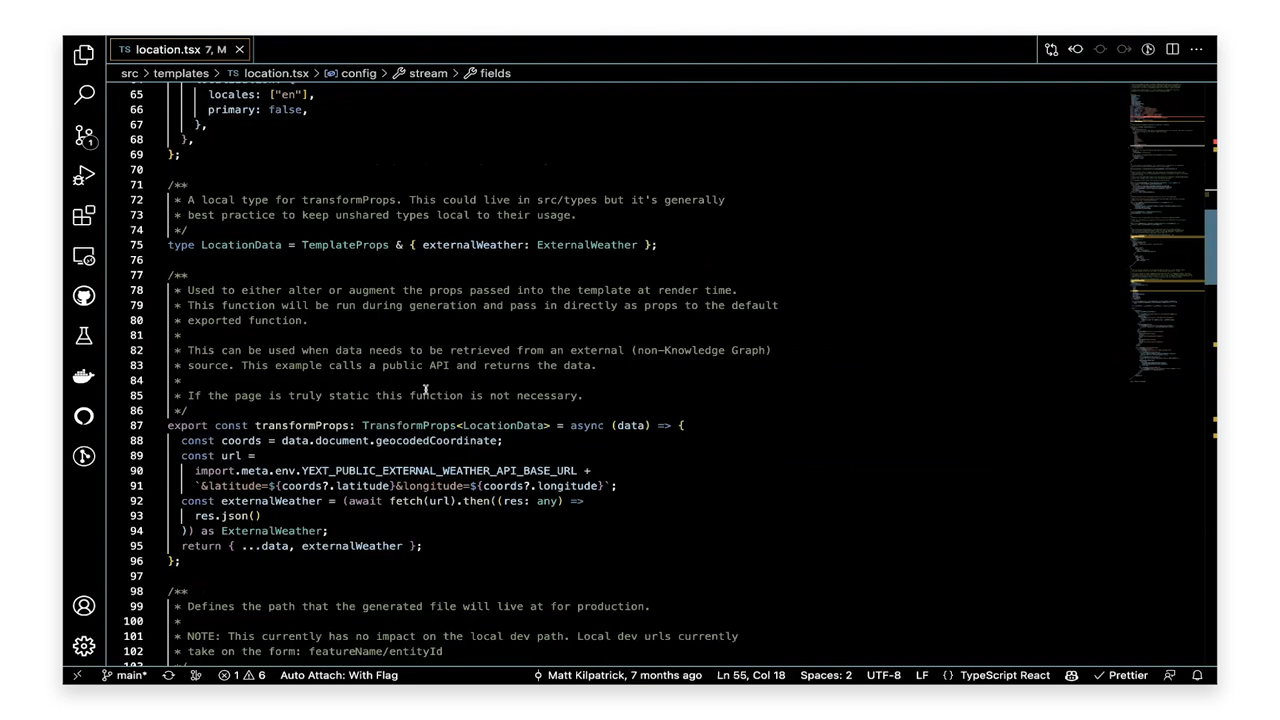 TS location.tsx 7, M
1
src > templates > TS location.tsx > config > stream > fields
65 locales: ["en"],
66 primary: false,
67 },
68 },
69 };
70
71 /**
72 * A local type for transformProps. This could live in src/types but it's generally
73 * best practice to keep unshared types local to their usage.
74 */
75 type LocationData = TemplateProps & { externalWeather: ExternalWeather };
76
77 /**
78 * Used to either alter or augment the props passed into the template at render time.
79 * This function will be run during generation and pass in directly as props to the default
80 * exported function.
81 *
82 * This can be used when data needs to be retrieved from an external (non-Knowledge Graph)
83 * source. This example calls a public API and returns the data.
84 *
85 * If the page is truly static this function is not necessary.
86 */
87 export const transformProps: TransformProps<LocationData> = async (data) => {
88 const coords = data.document.geocodedCoordinate;
89 const url =
90 import.meta.env.YEXT_PUBLIC_EXTERNAL_WEATHER_API_BASE_URL +
91 `&latitude=${coords?.latitude}&longitude=${coords?.longitude}`;
92 const externalWeather = (await fetch(url).then((res: any) =>
93 res.json()
94 )) as ExternalWeather;
95 return { ...data, externalWeather };
96 };
97
98 /**
99 * Defines the path that the generated file will live at for production.
100 *
101 * NOTE: This currently has no impact on the local dev path. Local dev urls currently
102 * take on the form: featureName/entityId
main* 1 6 Auto Attach: With Flag Matt Kilpatrick, 7 months ago Ln 55, Col 18 Spaces: 2 UTF-8 LF {} TypeScript React Prettier